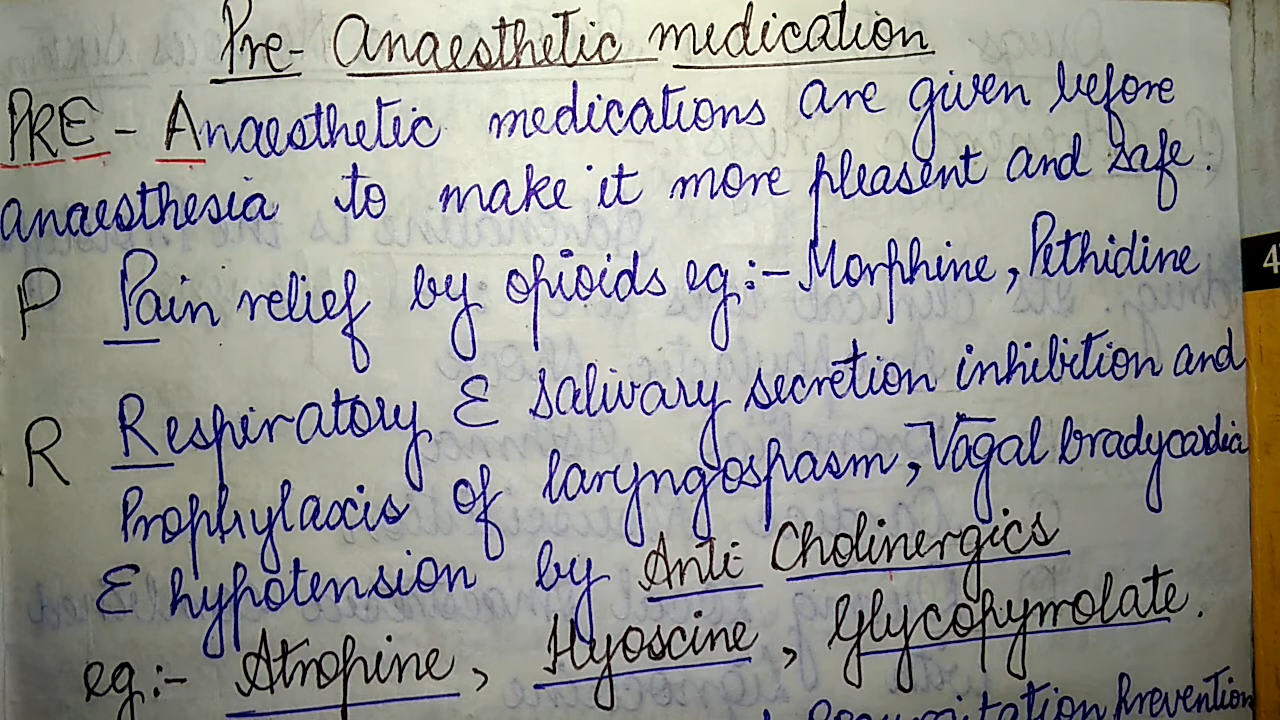 Pre- Anaesthetic medication
PRE - Anaesthetic medications are given before
anaesthesia to make it more pleasent and safe.
P Pain relief by opioids eg:- Morphine, Pethidine
R Respiratory & salivary secretion inhibition and
Prophylaxis of laryngospasm, Vagal bradycardia
& hypotension by Anti Cholinergics
eg:- Atropine, Hyoscine, Glycopyrrolate.
Prevention
4